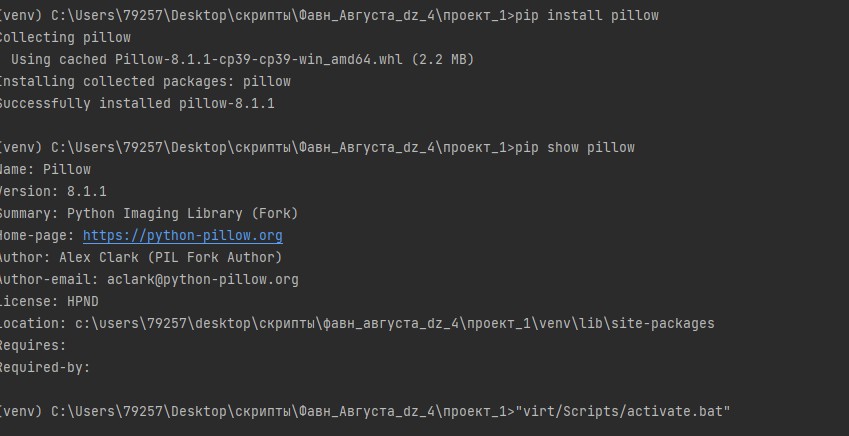 (venv) C:\Users\79257\Desktop\скрипты\Фавн_Августа_dz_4\проект_1>pip install pillow
Collecting pillow
Using cached Pillow-8.1.1-cp39-cp39-win_amd64.whl (2.2 MB)
Installing collected packages: pillow
Successfully installed pillow-8.1.1
(venv) C:\Users\79257\Desktop\скрипты\Фавн_Августа_dz_4\проект_1>pip show pillow
Name: Pillow
Version: 8.1.1
Summary: Python Imaging Library (Fork)
Home-page: https://python-pillow.org
Author: Alex Clark (PIL Fork Author)
Author-email: aclark@python-pillow.org
License: HPND
Location: c:\users\79257\desktop\скрипты\фавн_августа_dz_4\проект_1\venv\lib\site-packages
Requires:
Required-by:
(venv) C:\Users\79257\Desktop\скрипты\Фавн_Августа_dz_4\проект_1>"virt/Scripts/activate.bat"